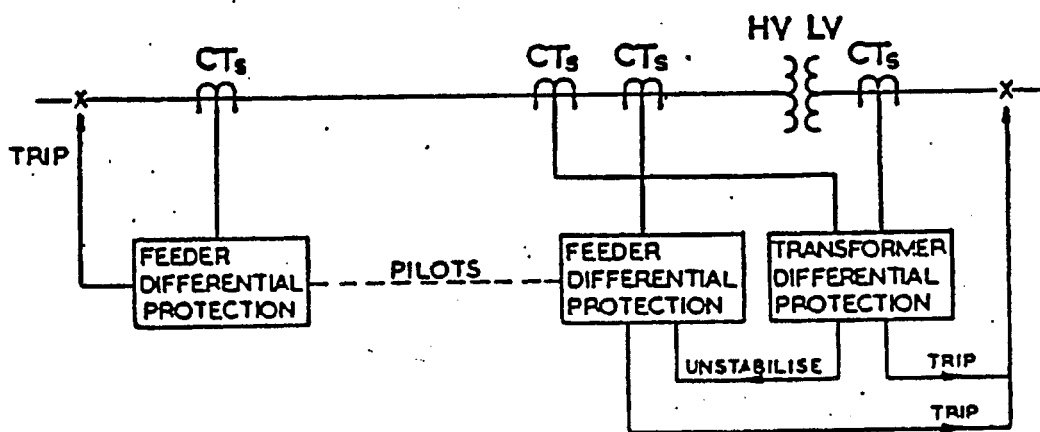 HV LV
CTs
CTs CTs
CTs
TRIP
FEEDER
DIFFERENTIAL
PROTECTION
PILOTS
FEEDER
DIFFERENTIAL
PROTECTION
TRANSFORMER
DIFFERENTIAL
PROTECTION
UNSTABILISE
TRIP
TRIP